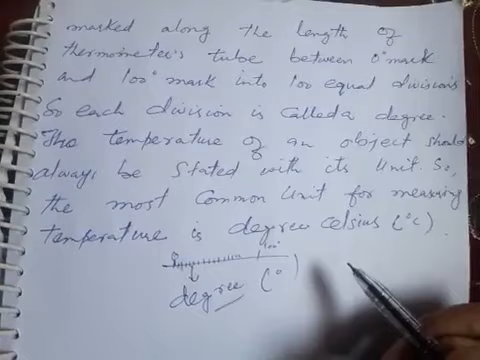 marked along the length of
thermometer's tube between 0° mark
and 100° mark into 100 equal divisions
So each division is called a degree.
The temperature of an object should
always be stated with its unit. So,
the most common unit for measuring
temperature is degree celsius (°C).
100°
degree (°)